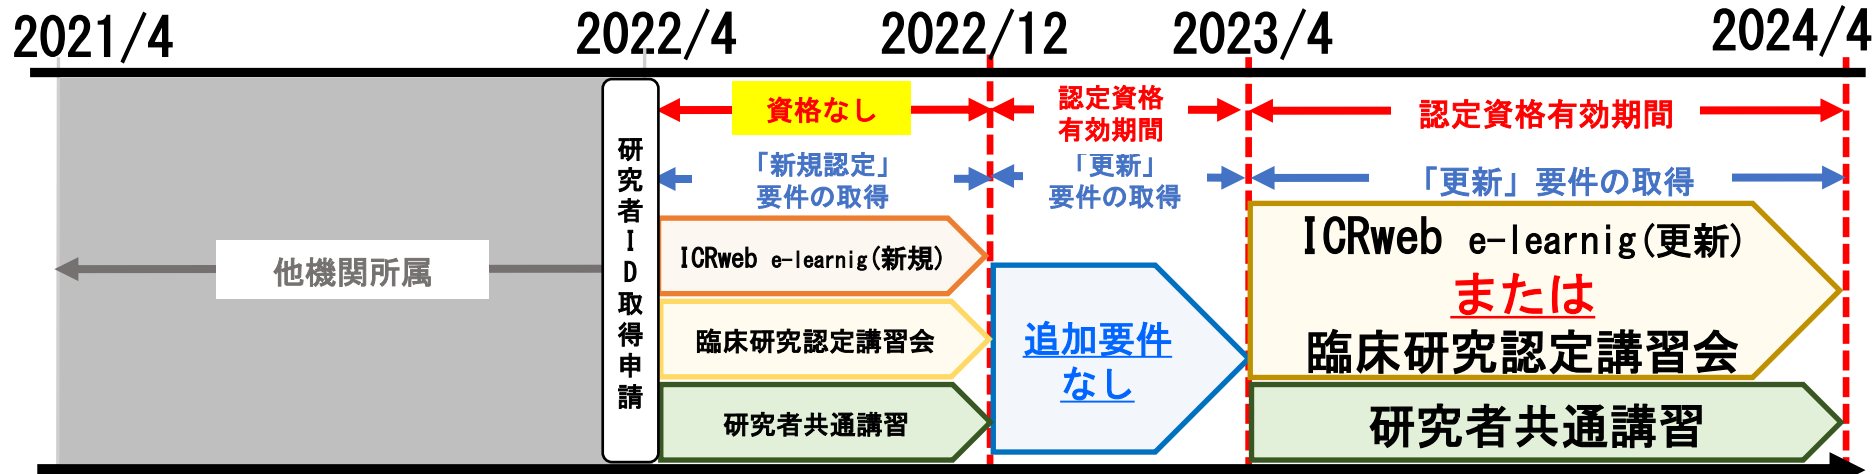 2021/4
2022/4
2022/12
2023/4
2024/4
他機関所属
研究者ID取得申請
資格なし
「新規認定」
要件の取得
ICRweb e-learnig(新規)
臨床研究認定講習会
研究者共通講習
認定資格
有効期間
「更新」
要件の取得
追加要件
なし
認定資格有効期間
「更新」要件の取得
ICRweb e-learnig(更新)
または
臨床研究認定講習会
研究者共通講習